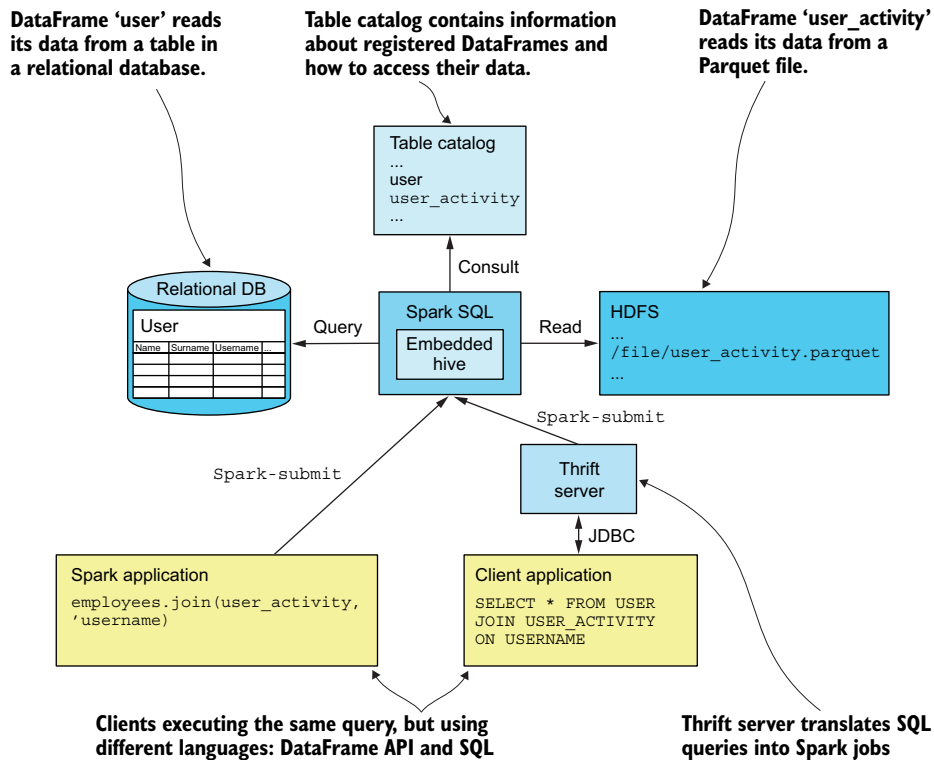 DataFrame ‘user’ reads
its data from a table in
a relational database.
Table catalog contains information
about registered DataFrames and
how to access their data.
DataFrame ‘user_activity’
reads its data from a
Parquet file.
Table catalog
...
user
user_activity
...
Consult
Relational DB
User
Name Surname Username ...
Query
Spark SQL
Embedded
hive
Read
HDFS
...
/file/user_activity.parquet
...
Spark-submit
Spark-submit
Thrift
server
JDBC
Spark application
employees.join(user_activity,
’username)
Client application
SELECT * FROM USER
JOIN USER_ACTIVITY
ON USERNAME
Clients executing the same query, but using
different languages: DataFrame API and SQL
Thrift server translates SQL
queries into Spark jobs